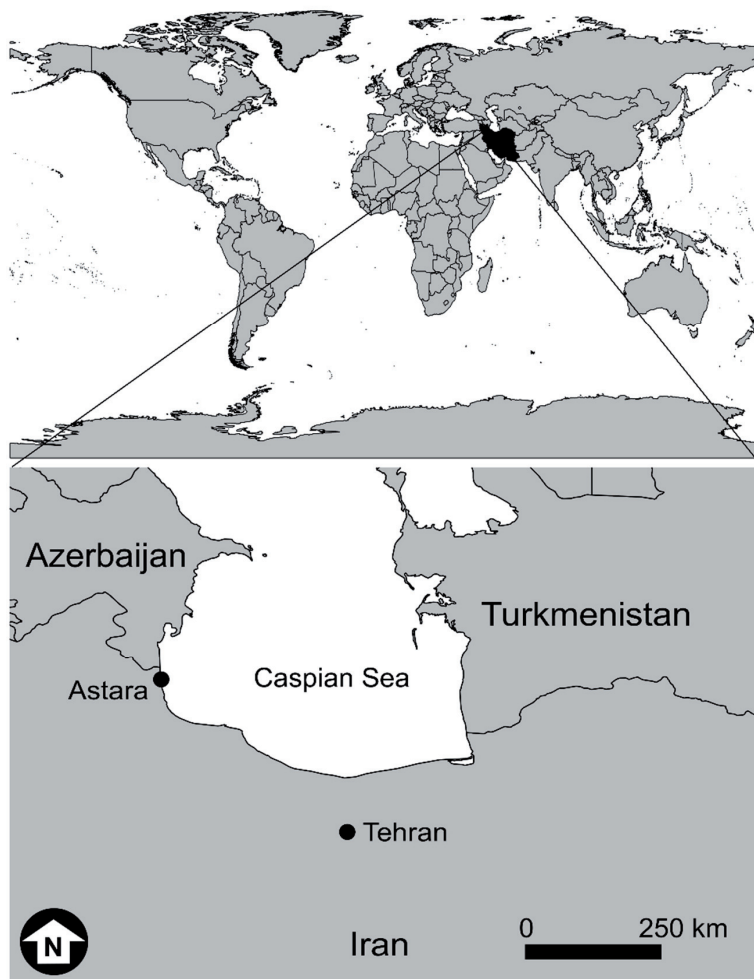 Azerbaijan
Turkmenistan
Caspian Sea
Astara
Tehran
N
Iran
0 250 km